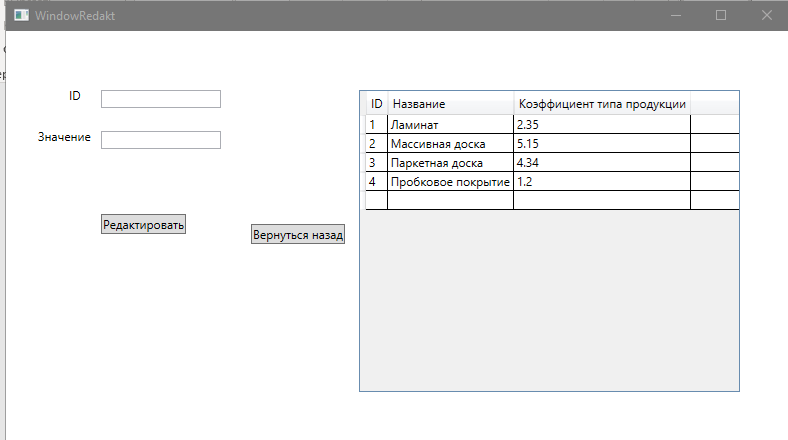 WindowRedakt
ID
Значение
Редактировать
Вернуться назад
ID Название Коэффициент типа продукции
1 Ламинат 2.35
2 Массивная доска 5.15
3 Паркетная доска 4.34
4 Пробковое покрытие 1.2